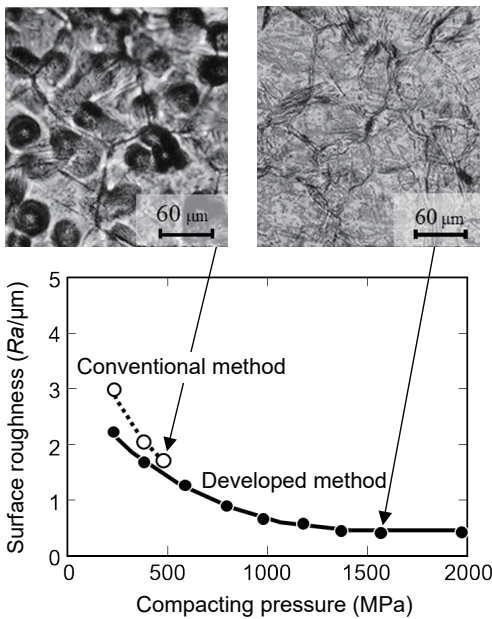 60 μm
60 μm
5
4
3
2
1
0
Surface roughness (Ra/μm)
Conventional method
Developed method
0
500
1000
1500
2000
Compacting pressure (MPa)